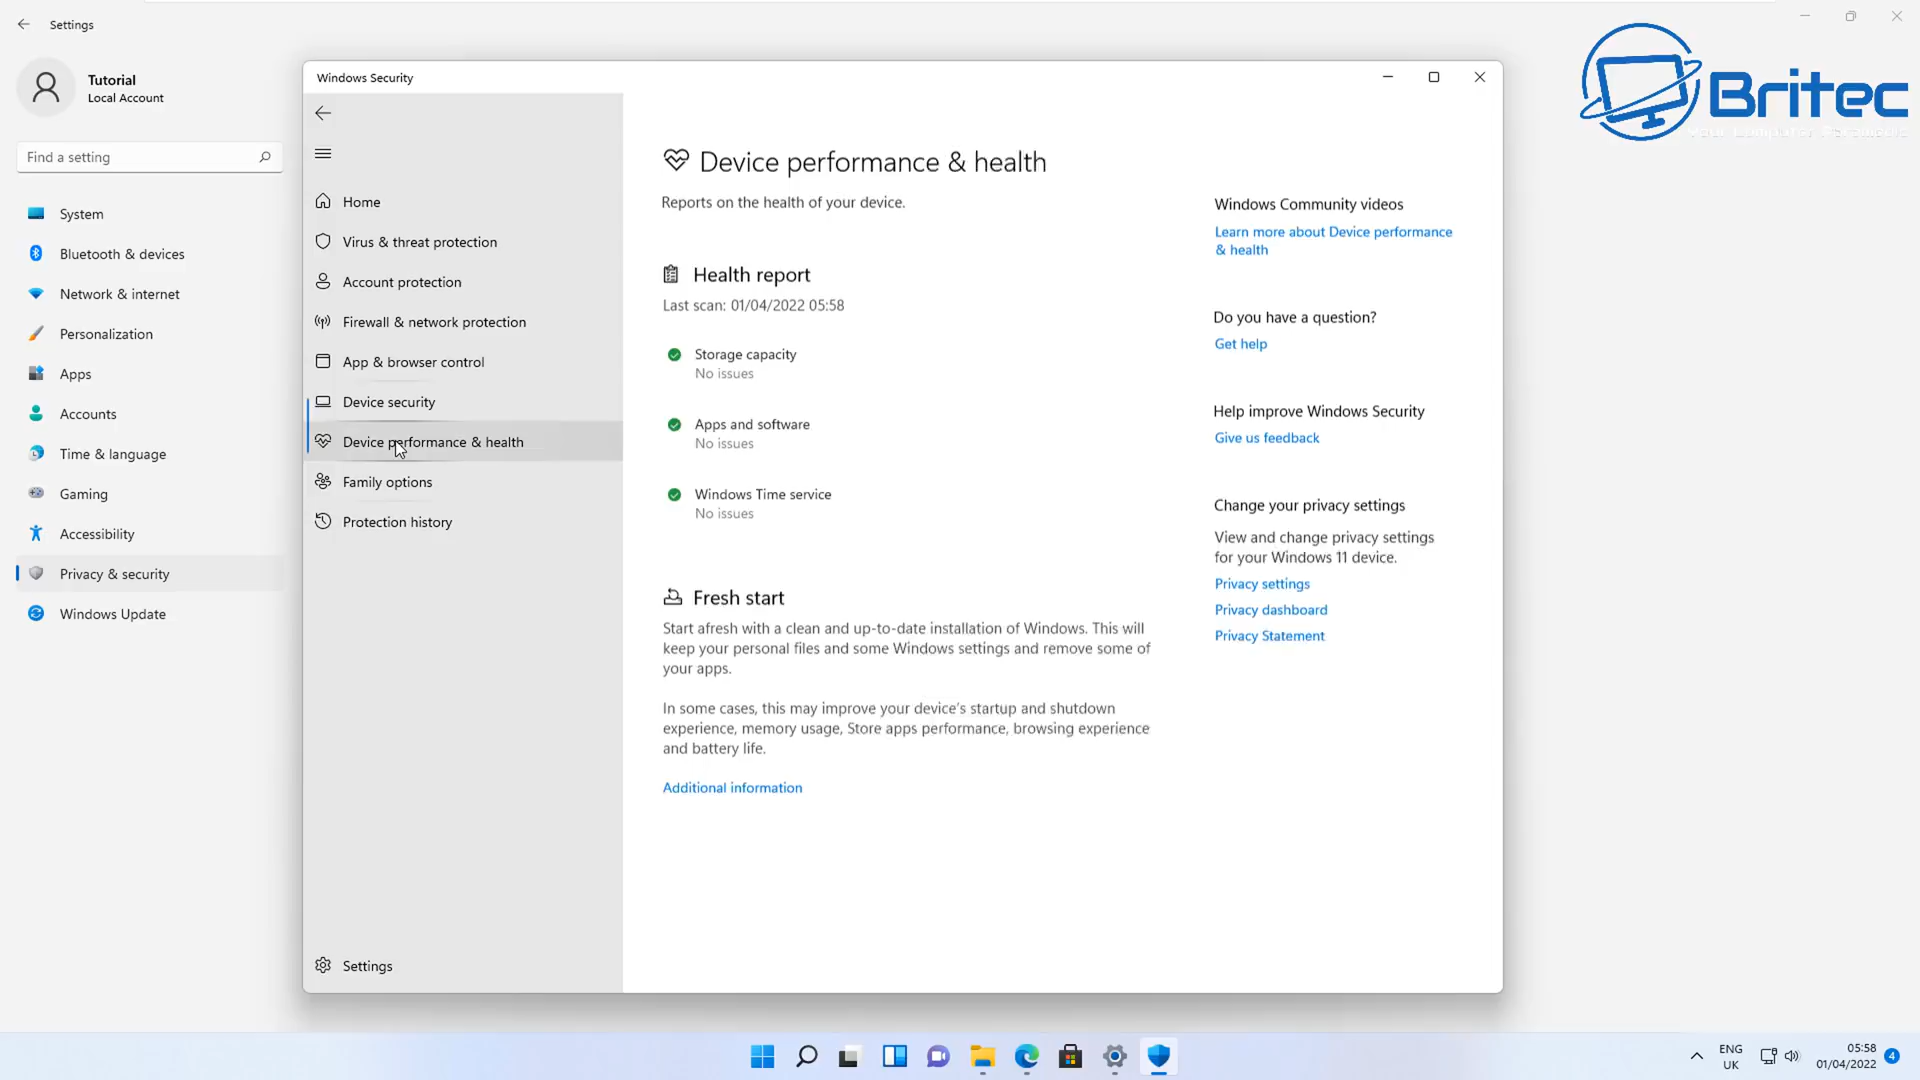 Settings
Tutorial
Local Account
Find a setting
System
Bluetooth & devices
Network & internet
Personalization
Apps
Accounts
Time & language
Gaming
Accessibility
Privacy & security
Windows Update
Windows Security
Home
Virus & threat protection
Account protection
Firewall & network protection
App & browser control
Device security
Device performance & health
Family options
Protection history
Settings
Device performance & health
Reports on the health of your device.
Health report
Last scan: 01/04/2022 05:58
Storage capacity
No issues
Apps and software
No issues
Windows Time service
No issues
Fresh start
Start afresh with a clean and up-to-date installation of Windows. This will
keep your personal files and some Windows settings and remove some of
your apps.
In some cases, this may improve your device's startup and shutdown
experience, memory usage, Store apps performance, browsing experience
and battery life.
Additional information
Windows Community videos
Learn more about Device performance
& health
Do you have a question?
Get help
Help improve Windows Security
Give us feedback
Change your privacy settings
View and change privacy settings
for your Windows 11 device.
Privacy settings
Privacy dashboard
Privacy Statement
Britec
Your Computer Paramedic
ENG
UK
05:58
01/04/2022
4